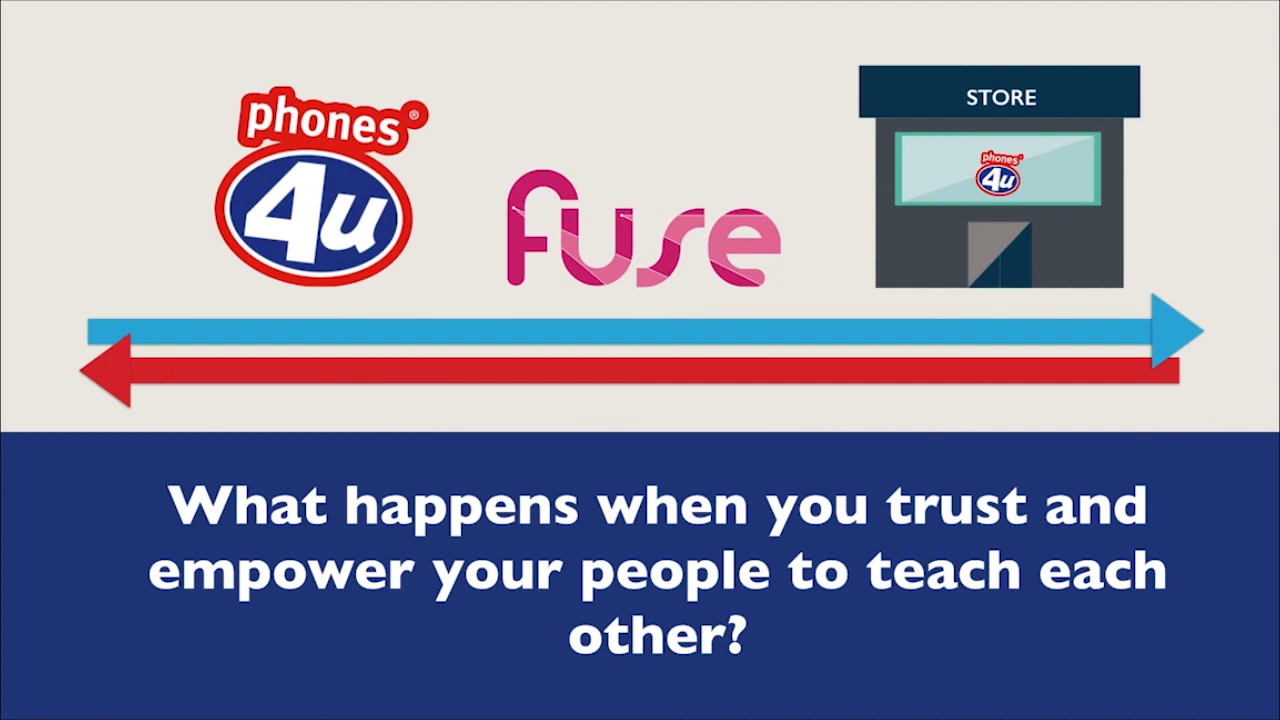 phones®
4u
fuse
STORE
phones
4u
What happens when you trust and
empower your people to teach each
other?